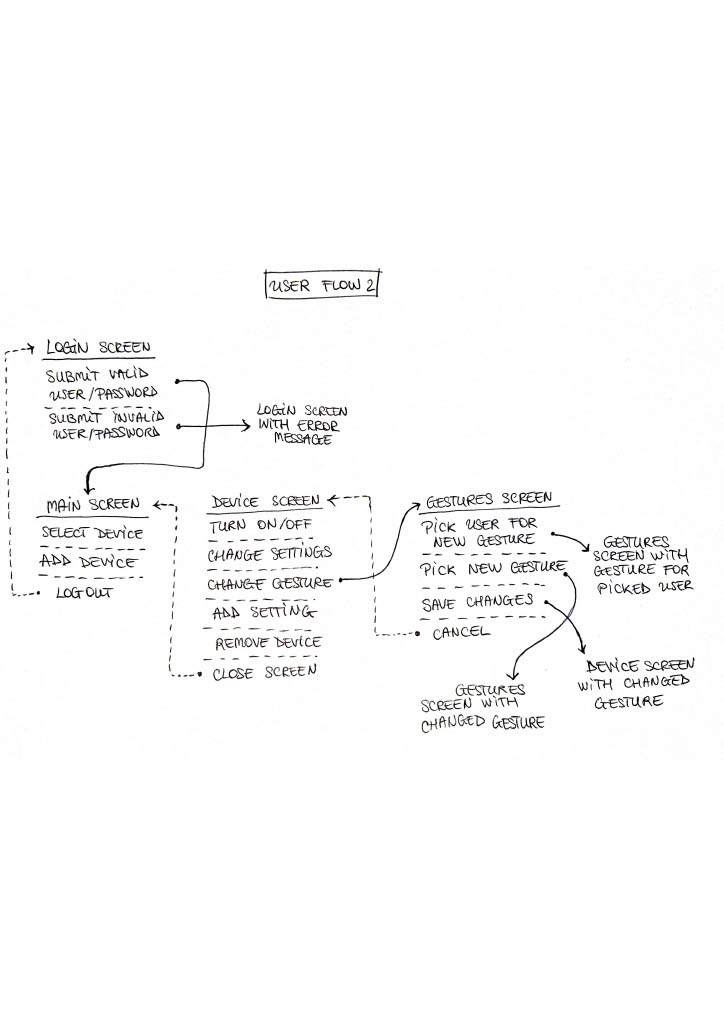 USER FLOW 2
LOGIN SCREEN
SUBMIT VALID
USER/PASSWORD
SUBMIT INVALID
USER/PASSWORD
LOGIN SCREEN
WITH ERROR
MESSAGE
MAIN SCREEN
SELECT DEVICE
ADD DEVICE
LOG OUT
DEVICE SCREEN
TURN ON/OFF
CHANGE SETTINGS
CHANGE GESTURE
ADD SETTING
REMOVE DEVICE
CLOSE SCREEN
GESTURES SCREEN
PICK USER FOR
NEW GESTURE
PICK NEW GESTURE
SAVE CHANGES
CANCEL
GESTURES
SCREEN WITH
GESTURE FOR
PICKED USER
GESTURES
SCREEN WITH
CHANGED GESTURE
DEVICE SCREEN
WITH CHANGED
GESTURE